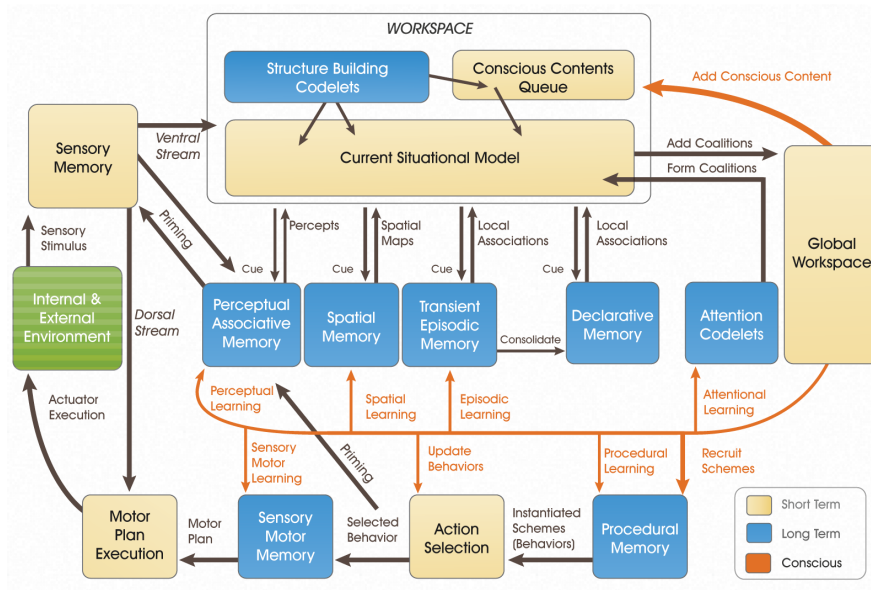 WORKSPACE
Structure Building
Codelets
Conscious Contents
Queue
Add Conscious Content
Sensory
Memory
Ventral
Stream
Current Situational Model
Add Coalitions
Form Coalitions
Priming
Sensory
Stimulus
Cue
Percepts
Cue
Spatial
Maps
Cue
Local
Associations
Cue
Local
Associations
Global
Workspace
Internal &
External
Environment
Dorsal
Stream
Perceptual
Associative
Memory
Spatial
Memory
Transient
Episodic
Memory
Consolidate
Declarative
Memory
Attention
Codelets
Actuator
Execution
Perceptual
Learning
Spatial
Learning
Episodic
Learning
Attentional
Learning
Sensory
Motor
Learning
Priming
Update
Behaviors
Procedural
Learning
Recruit
Schemes
Motor
Plan
Execution
Motor
Plan
Sensory
Motor
Memory
Selected
Behavior
Action
Selection
Instantiated
Schemes
(Behaviors)
Procedural
Memory
Short Term
Long Term
Conscious